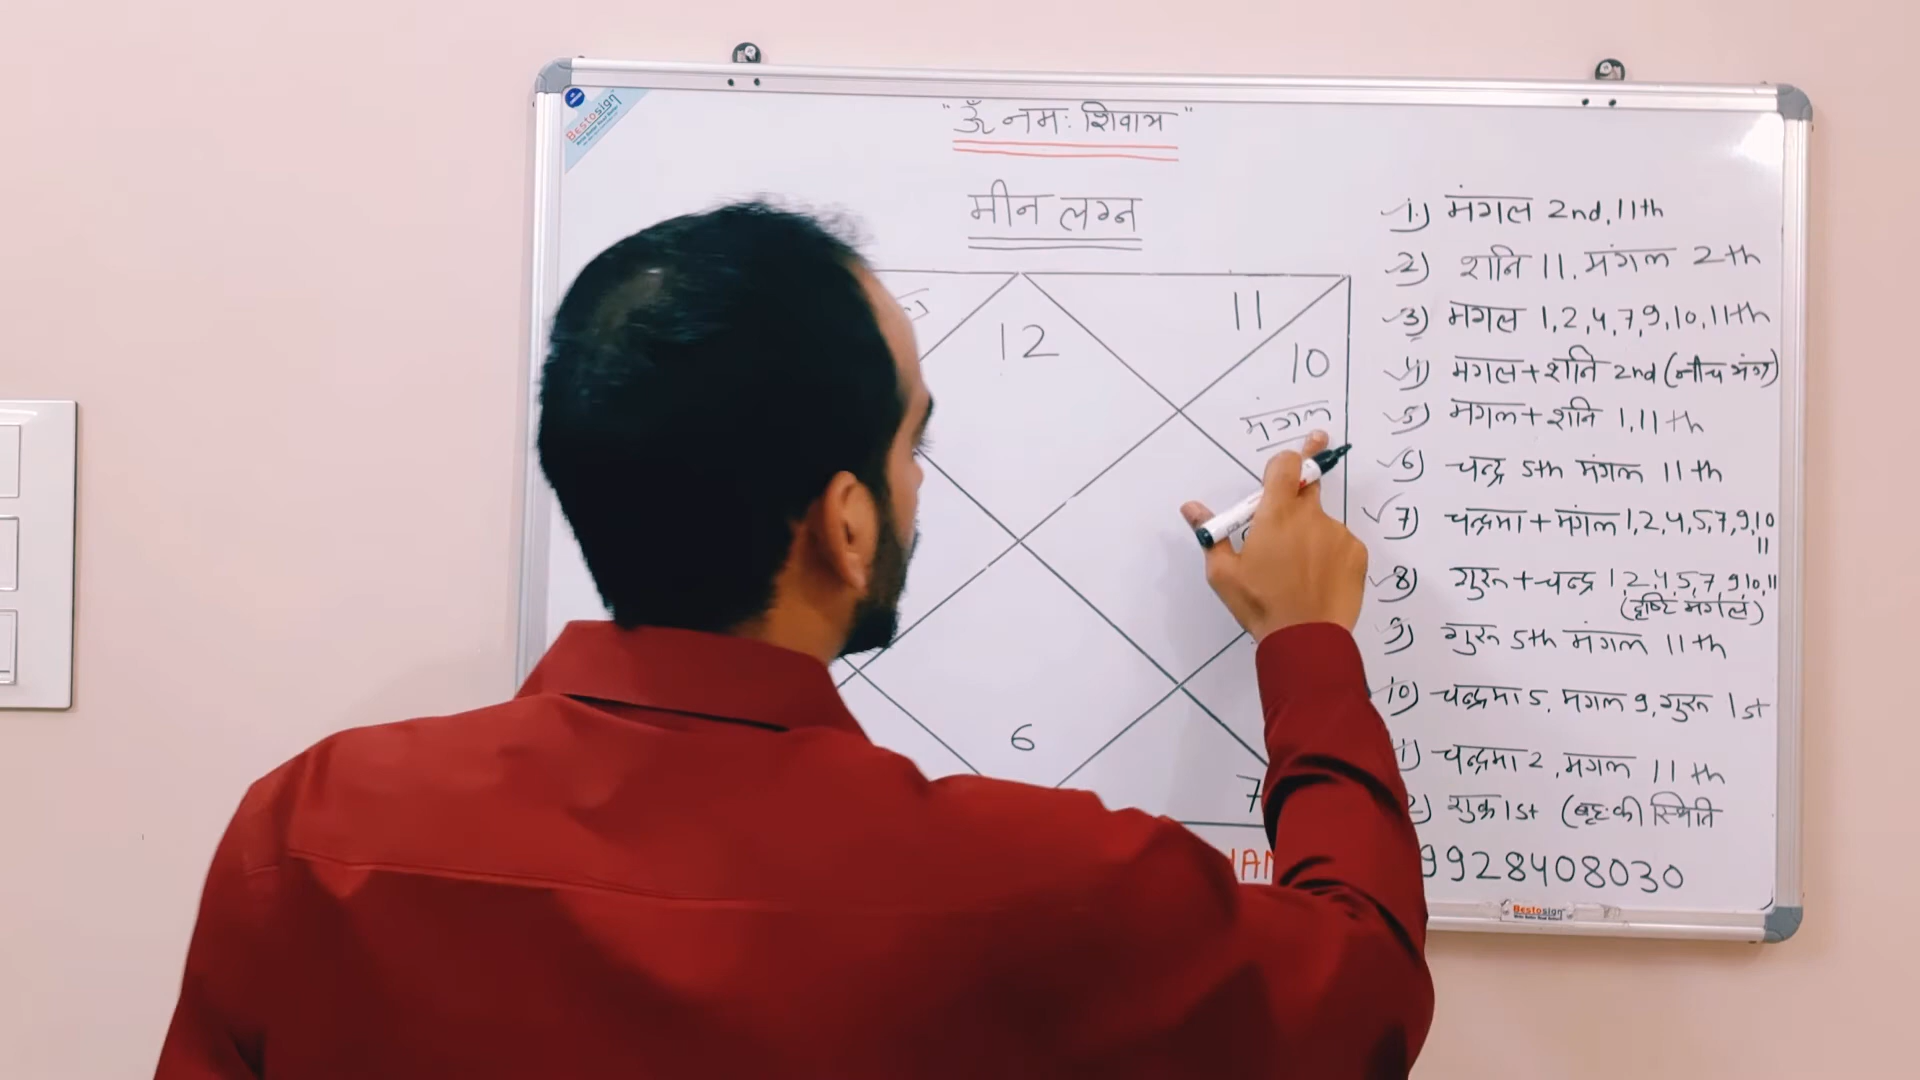 Bestosign
"ॐ नमः शिवाय"
मीन लग्न
12
11
10
मंगल
6
7
1.) मंगल 2nd, 11th
2) शनि 11, मंगल 2th
3) मंगल 1,2,4,7,9,10,11th
4) मंगल+शनि 2nd (नीच भंग)
5) मंगल+शनि 1,11th
6) चन्द्र 5th मंगल 11th
7) चन्द्रमा + मंगल 1,2,4,5,7,9,10
11
8) गुरु+चन्द्र 1,2,4,5,7,9,10,11
(दृष्टि मंगल)
9) गुरु 5th मंगल 11th
10) चन्द्रमा 5, मंगल 9, गुरु 1st
1) चन्द्रमा 2, मंगल 11th
2) शुक्र 1st (बृह:की स्थिति
9928408030
Bestosign